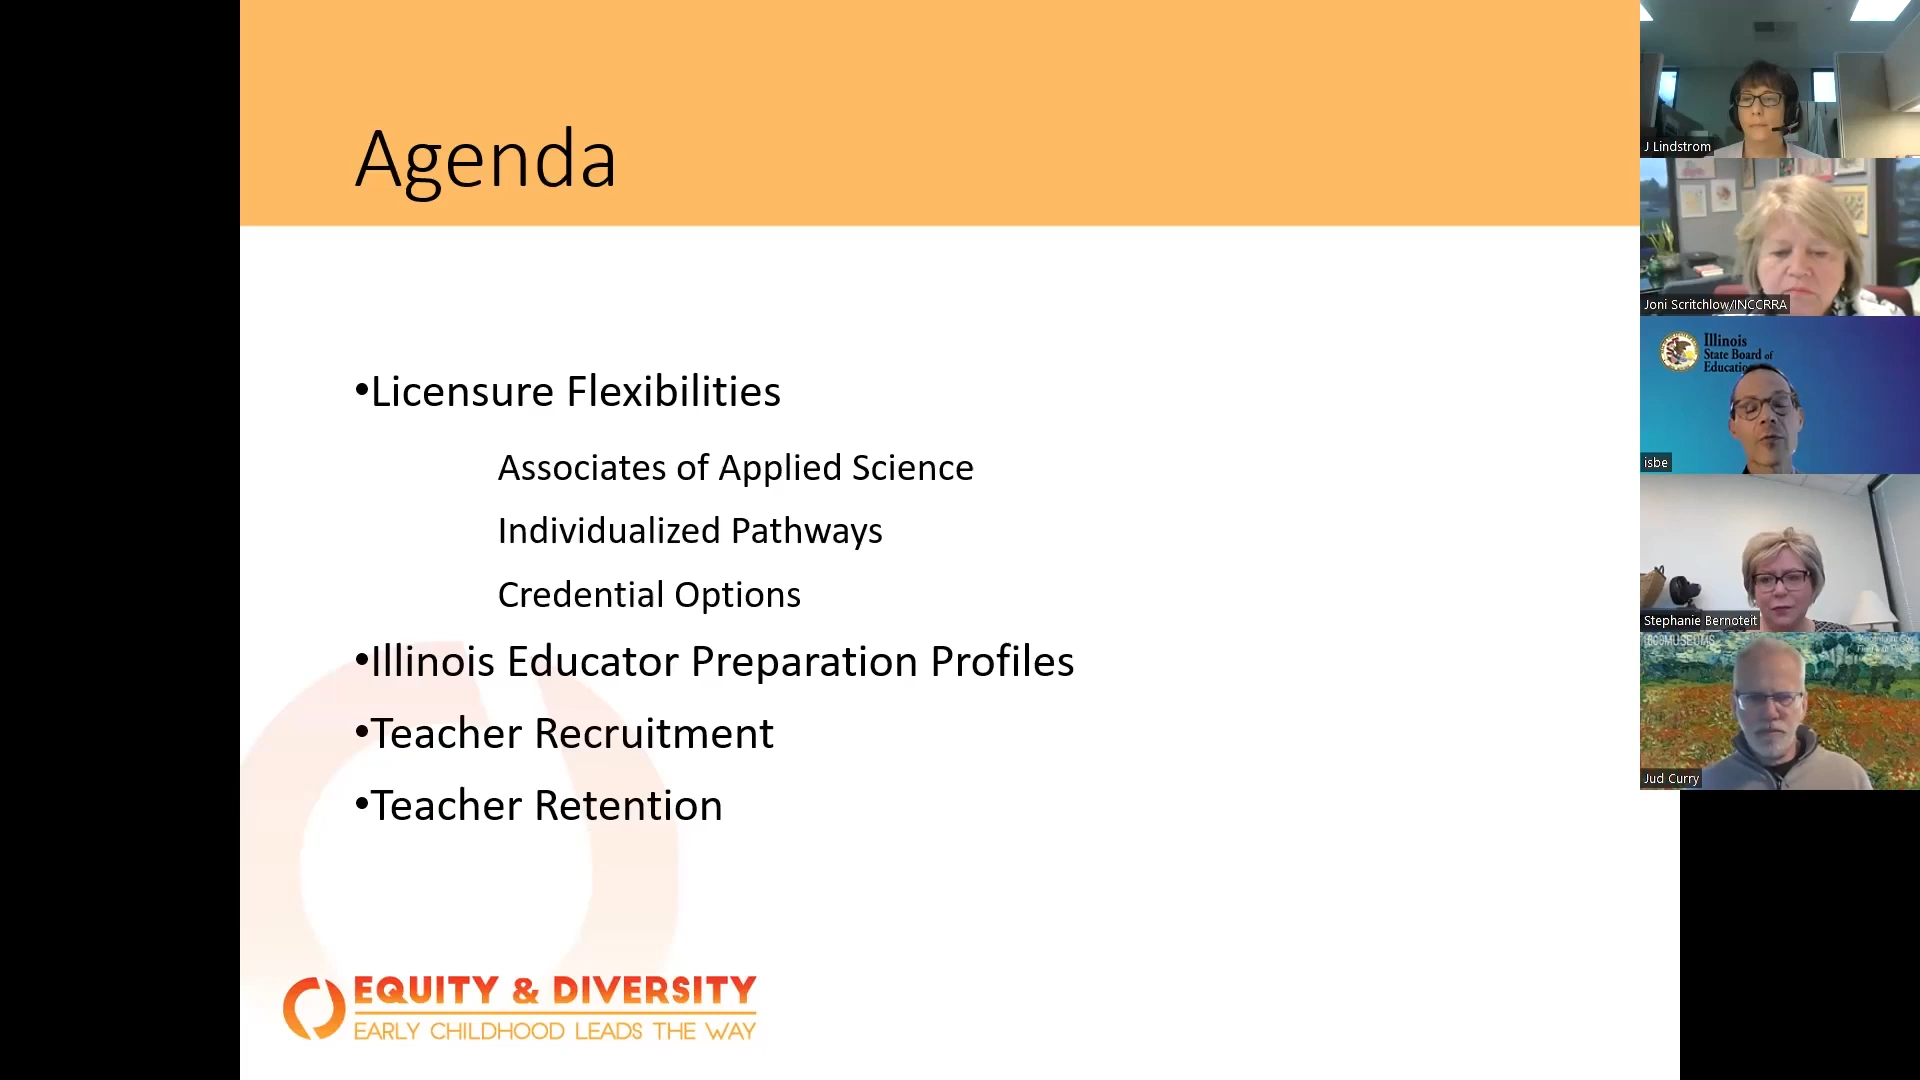 Agenda
•Licensure Flexibilities
Associates of Applied Science
Individualized Pathways
Credential Options
•Illinois Educator Preparation Profiles
•Teacher Recruitment
•Teacher Retention
EQUITY & DIVERSITY
EARLY CHILDHOOD LEADS THE WAY
J Lindstrom
Joni Scritchlow/INCCRRA
Illinois
State Board of
Education
isbe
Stephanie Bernoteit
Jud Curry